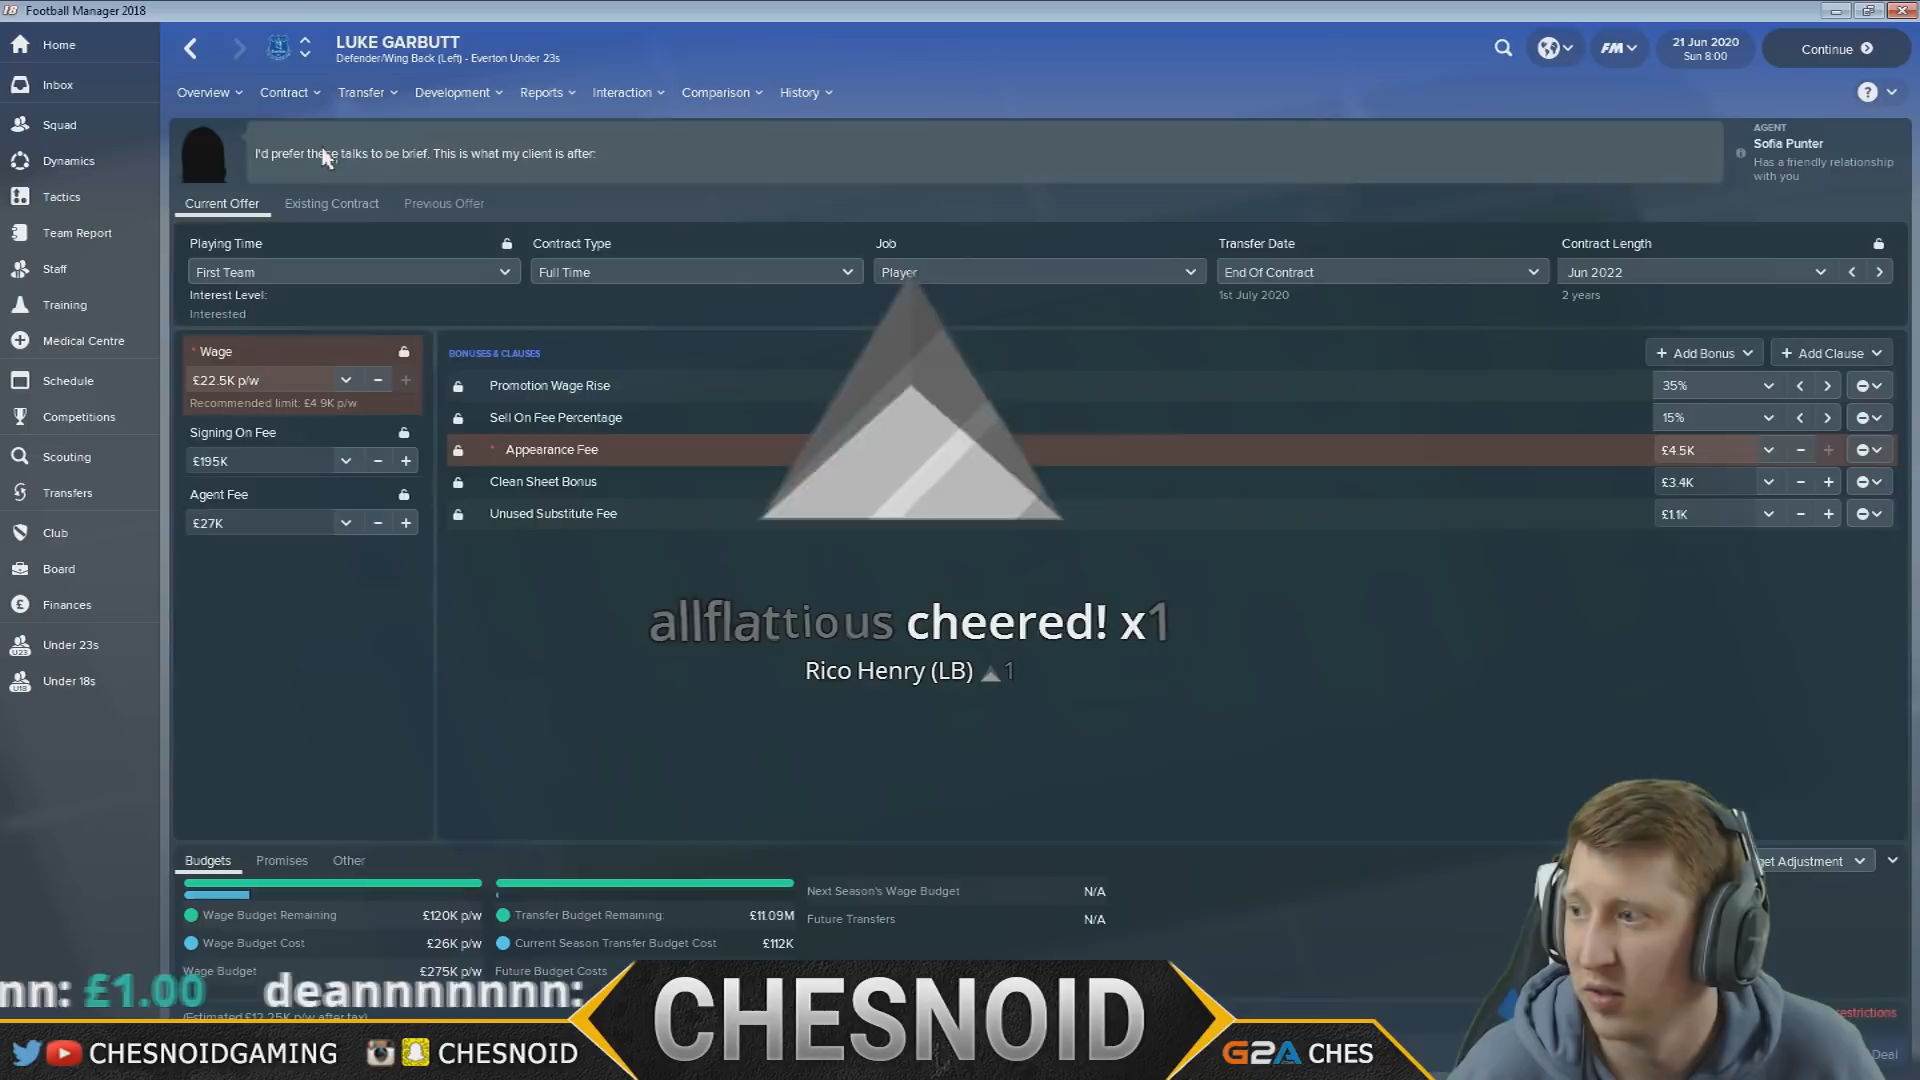 Football Manager 2018
Home
Inbox
Squad
Dynamics
Tactics
Team Report
Staff
Training
Medical Centre
Schedule
Competitions
Scouting
Transfers
Club
Board
Finances
Under 23s
Under 18s
LUKE GARBUTT
Defender/Wing Back (Left) - Everton Under 23s
FM
21 Jun 2020
Sun 8:00
Continue
Overview Contract Transfer Development Reports Interaction Comparison History
I'd prefer these talks to be brief. This is what my client is after:
AGENT
Sofia Punter
Has a friendly relationship
with you
Current Offer Existing Contract Previous Offer
Playing Time Contract Type Job Transfer Date Contract Length
First Team Full Time Player End Of Contract Jun 2022
Interest Level: 1st July 2020 2 years
Interested
* Wage
£22.5K p/w
Recommended limit: £4.9K p/w
Signing On Fee
£195K
Agent Fee
£27K
BONUSES & CLAUSES + Add Bonus + Add Clause
Promotion Wage Rise 35%
Sell On Fee Percentage 15%
* Appearance Fee £4.5K
Clean Sheet Bonus £3.4K
Unused Substitute Fee £1.1K
allflattious cheered! x1
Rico Henry (LB) 1
Budgets Promises Other
get Adjustment
Wage Budget Remaining £120K p/w
Wage Budget Cost £26K p/w
Wage Budget £275K p/w
(Estimated £12.25K p/w after tax)
Transfer Budget Remaining: £11.09M
Current Season Transfer Budget Cost £112K
Future Budget Costs
Next Season's Wage Budget N/A
Future Transfers N/A
restrictions
Deal
nn: £1.00 deannnnnnn:
CHESNOIDGAMING CHESNOID
CHESNOID
G2A CHES